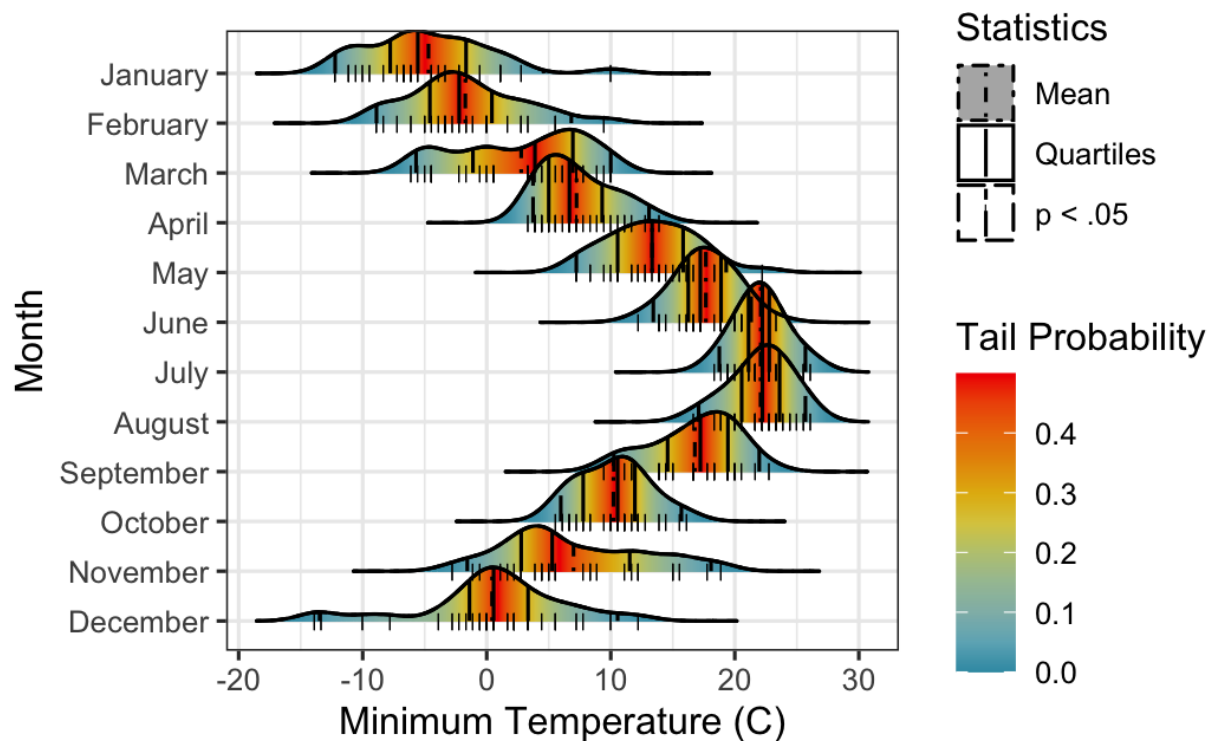 January
February
March
April
May
June
July
August
September
October
November
December
Month
-20 -10 0 10 20 30
Minimum Temperature (C)
Statistics
Mean
Quartiles
p < .05
Tail Probability
0.4
0.3
0.2
0.1
0.0